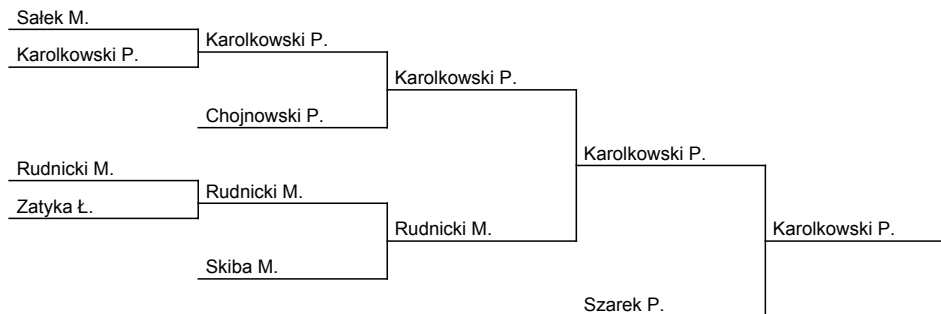 Sałek M.
Karolkowski P.
Karolkowski P.
Karolkowski P.
Chojnowski P.
Karolkowski P.
Rudnicki M.
Rudnicki M.
Zatyka Ł.
Rudnicki M.
Karolkowski P.
Skiba M.
Szarek P.